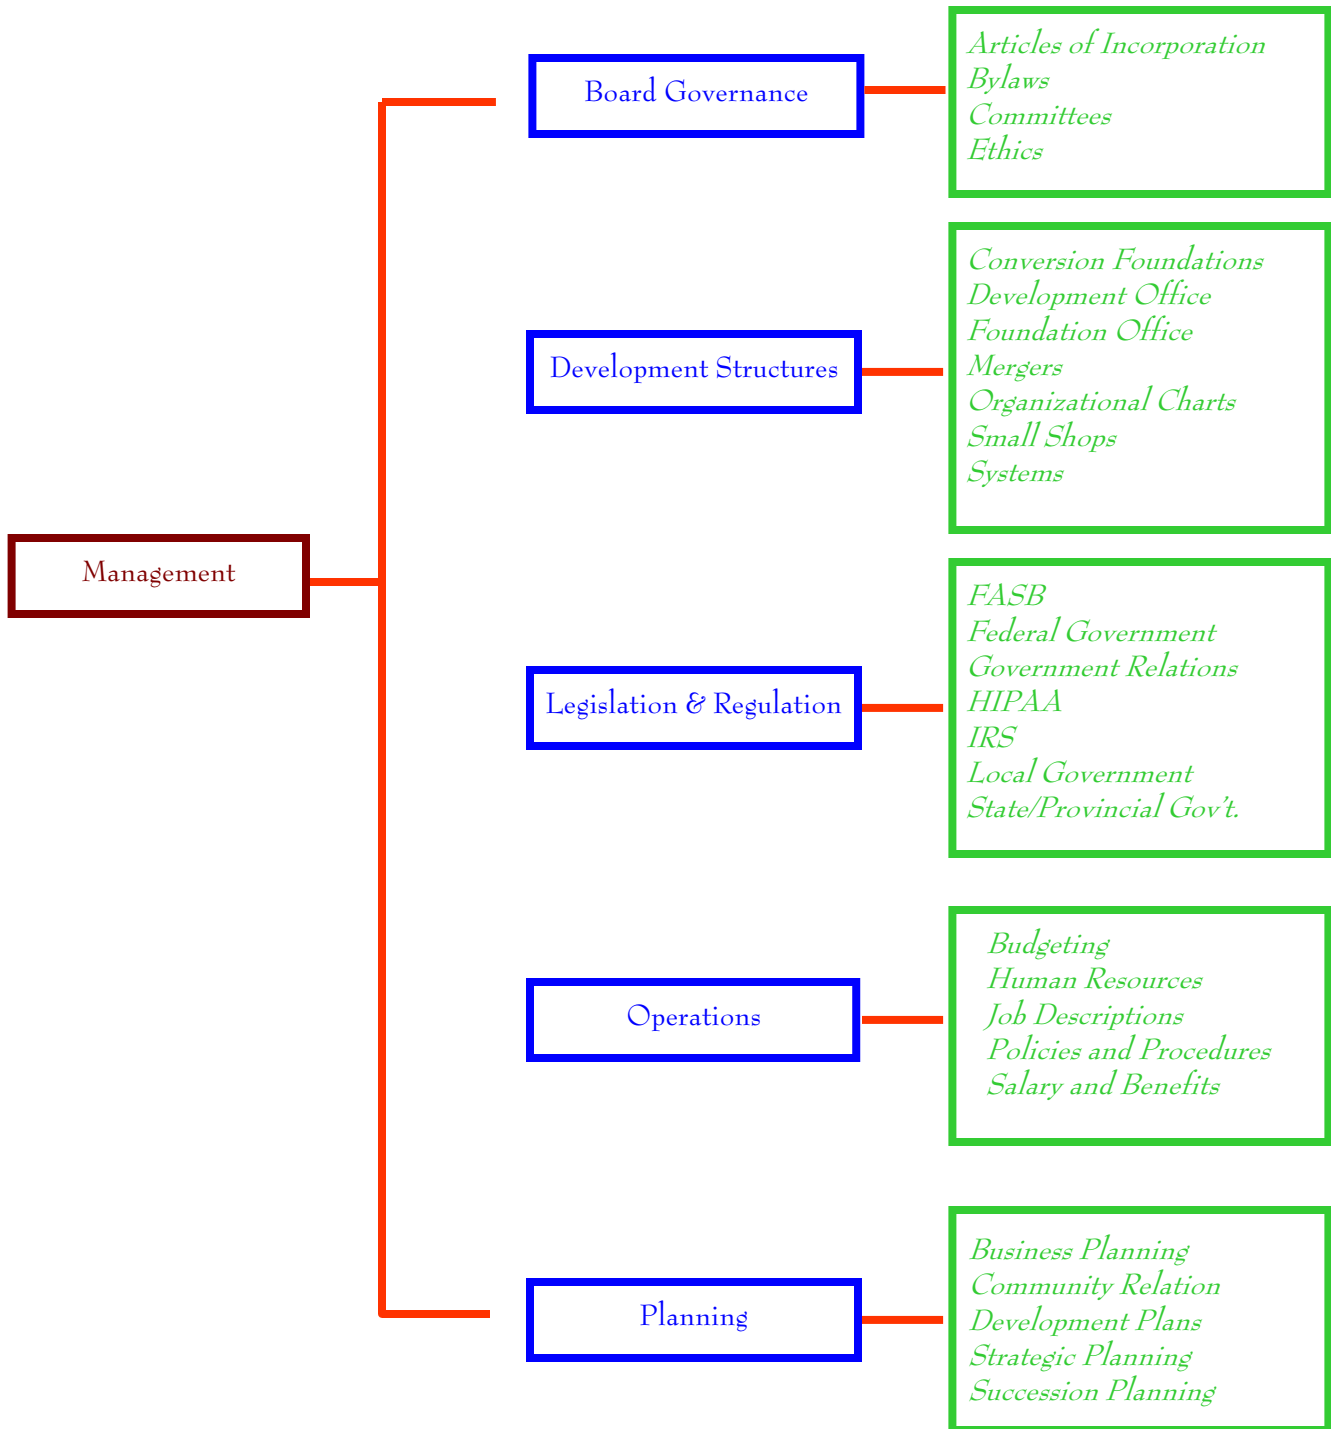 Board Governance
Articles of Incorporation
Bylaws
Committees
Ethics
Development Structures
Conversion Foundations
Development Office
Foundation Office
Mergers
Organizational Charts
Small Shops
Systems
Management
Legislation & Regulation
FASB
Federal Government
Government Relations
HIPAA
IRS
Local Government
State/Provincial Gov't.
Operations
Budgeting
Human Resources
Job Descriptions
Policies and Procedures
Salary and Benefits
Planning
Business Planning
Community Relation
Development Plans
Strategic Planning
Succession Planning